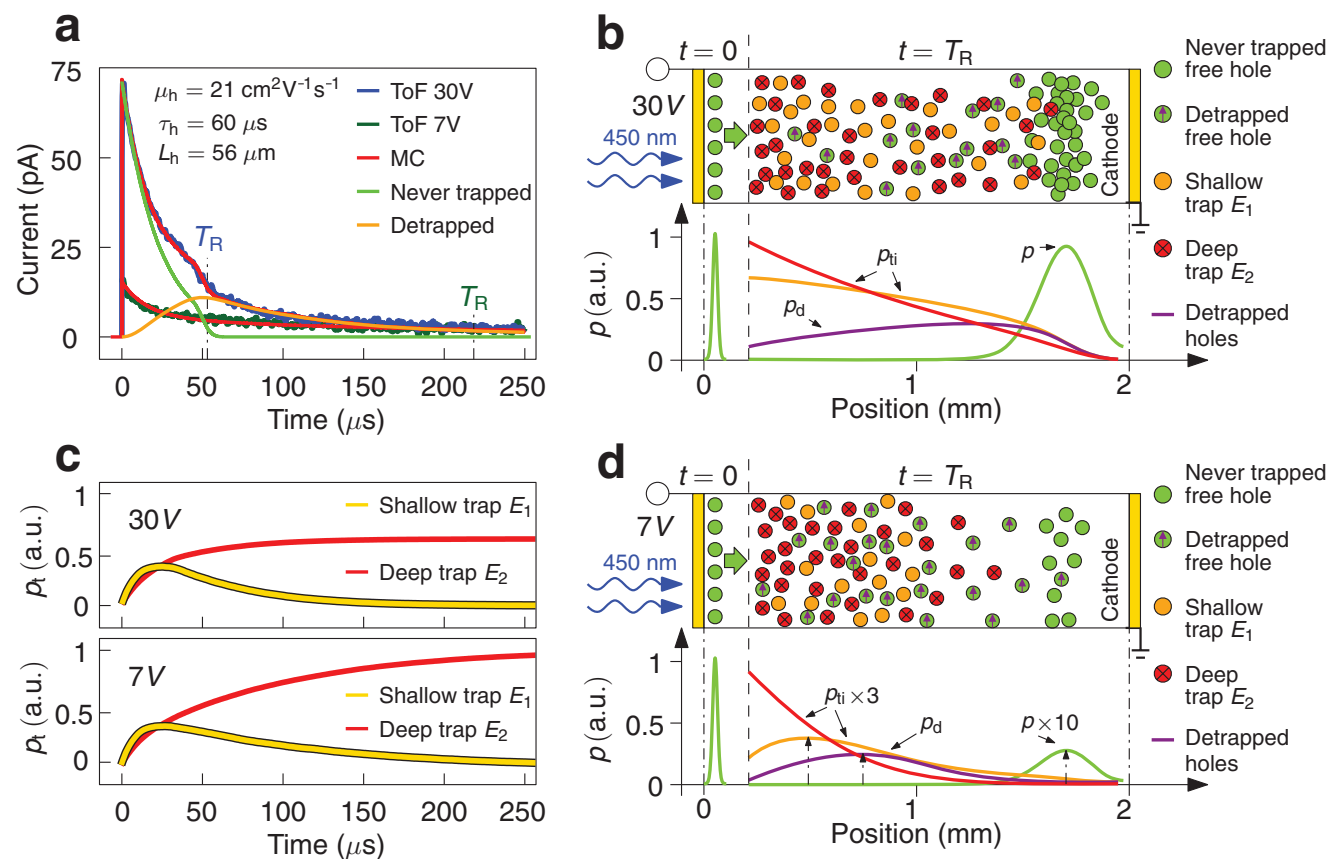 a
75
50
25
0
Current (pA)
μh = 21 cm²V⁻¹s⁻¹
τh = 60 μs
Lh = 56 μm
ToF 30V
ToF 7V
MC
Never trapped
Detrapped
TR
TR
0 50 100 150 200 250
Time (μs)
b
t = 0
t = TR
30V
450 nm
Cathode
Never trapped
free hole
Detrapped
free hole
Shallow
trap E1
Deep
trap E2
Detrapped
holes
p (a.u.)
1
0.5
0
pti
pd
p
0 1 2
Position (mm)
c
pt (a.u.)
1
0.5
0
30V
Shallow trap E1
Deep trap E2
pt (a.u.)
1
0.5
0
7V
Shallow trap E1
Deep trap E2
0 50 100 150 200 250
Time (μs)
d
t = 0
t = TR
7V
450 nm
Cathode
Never trapped
free hole
Detrapped
free hole
Shallow
trap E1
Deep
trap E2
Detrapped
holes
p (a.u.)
1
0.5
0
pti × 3
pd
p × 10
0 1 2
Position (mm)